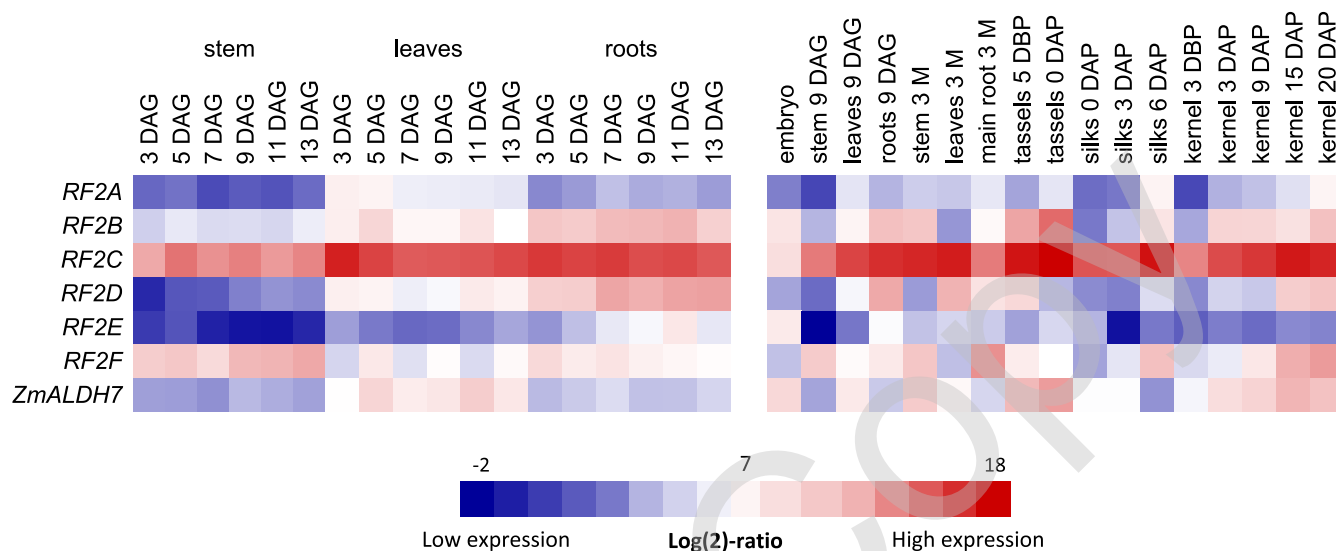 stem leaves roots
3 DAG 5 DAG 7 DAG 9 DAG 11 DAG 13 DAG 3 DAG 5 DAG 7 DAG 9 DAG 11 DAG 13 DAG 3 DAG 5 DAG 7 DAG 9 DAG 11 DAG 13 DAG
embryo
stem 9 DAG
leaves 9 DAG
roots 9 DAG
stem 3 M
leaves 3 M
main root 3 M
tassels 5 DBP
tassels 0 DAP
silks 0 DAP
silks 3 DAP
silks 6 DAP
kernel 3 DBP
kernel 3 DAP
kernel 9 DAP
kernel 15 DAP
kernel 20 DAP
RF2A
RF2B
RF2C
RF2D
RF2E
RF2F
ZmALDH7
-2 7 18
Low expression Log(2)-ratio High expression
Copy